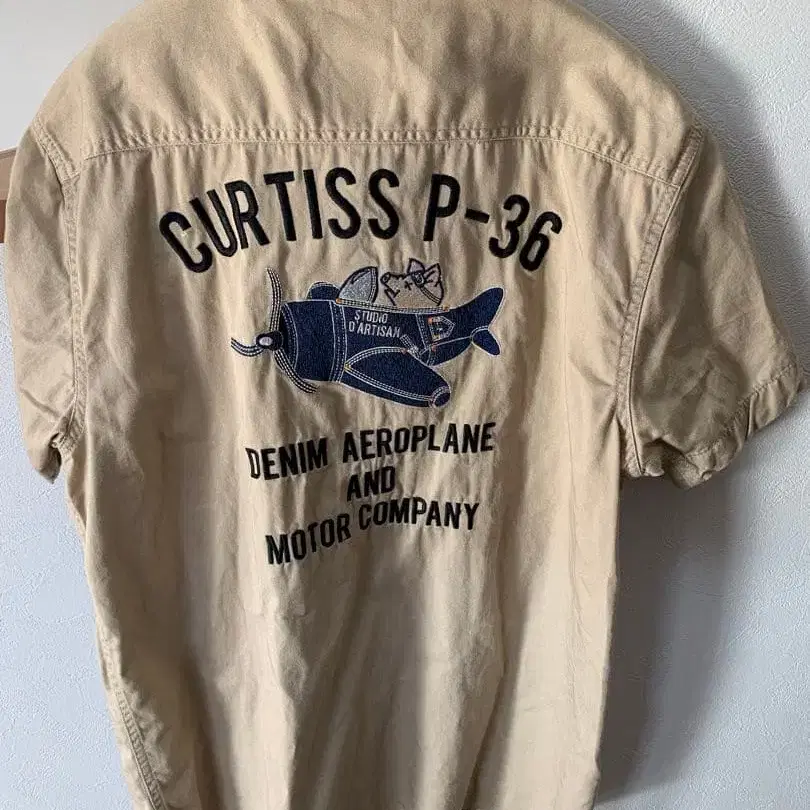 CURTISS P-36
STUDIO
D'ARTISAN
DENIM AEROPLANE
AND
MOTOR COMPANY